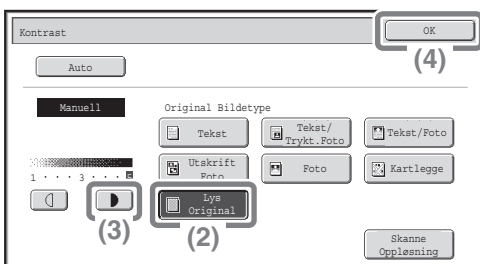 Kontrast
OK
(4)
Auto
Manuell
Original Bildetype
Tekst
Tekst/
Trykt.Foto
Tekst/Foto
Utskrift
Foto
Foto
Kartlegge
1 · · · 3 · · · 5
Lys
Original
(3)
(2)
Skanne
Oppløsning